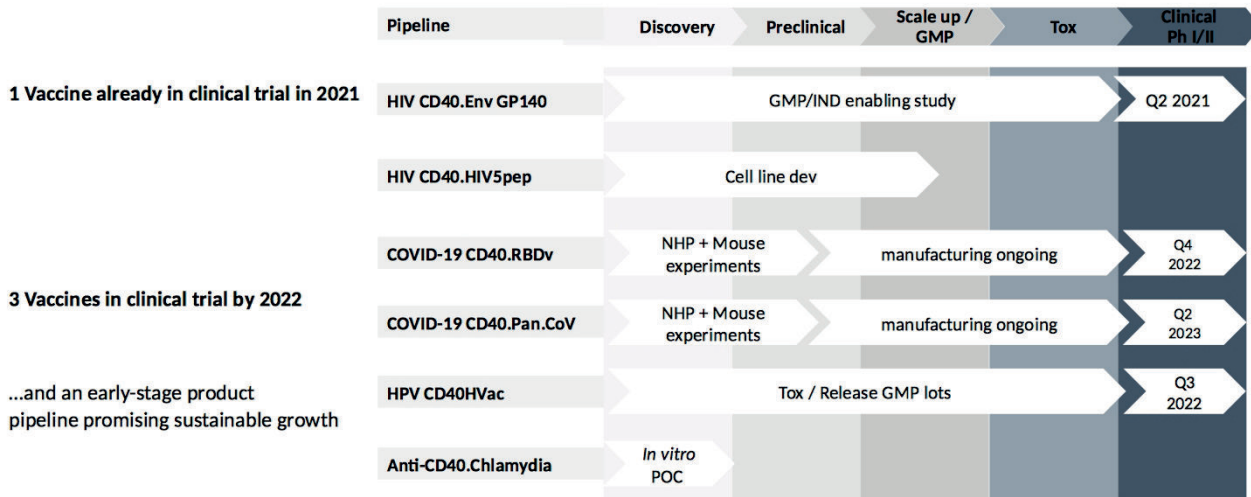 Pipeline
Discovery
Preclinical
Scale up /
GMP
Tox
Clinical
Ph I/II
1 Vaccine already in clinical trial in 2021
HIV CD40.Env GP140
GMP/IND enabling study
Q2 2021
HIV CD40.HIV5pep
Cell line dev
COVID-19 CD40.RBDv
NHP + Mouse
experiments
manufacturing ongoing
Q4
2022
3 Vaccines in clinical trial by 2022
COVID-19 CD40.Pan.CoV
NHP + Mouse
experiments
manufacturing ongoing
Q2
2023
...and an early-stage product
pipeline promising sustainable growth
HPV CD40HVac
Tox / Release GMP lots
Q3
2022
Anti-CD40.Chlamydia
In vitro
POC